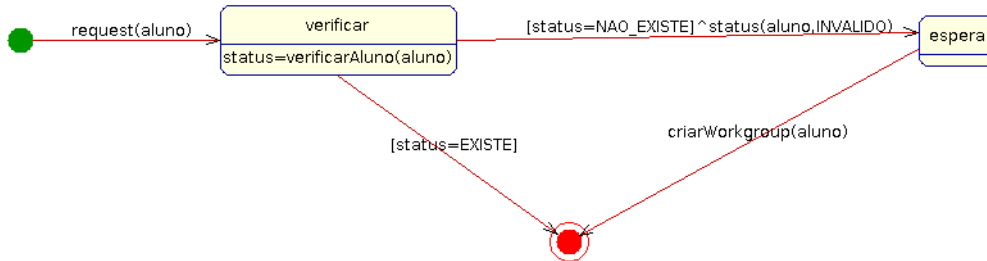 request(aluno)
verificar
status=verificarAluno(aluno)
[status=NAO_EXISTE]^status(aluno,INVALIDO)
espera
criarWorkgroup(aluno)
[status=EXISTE]